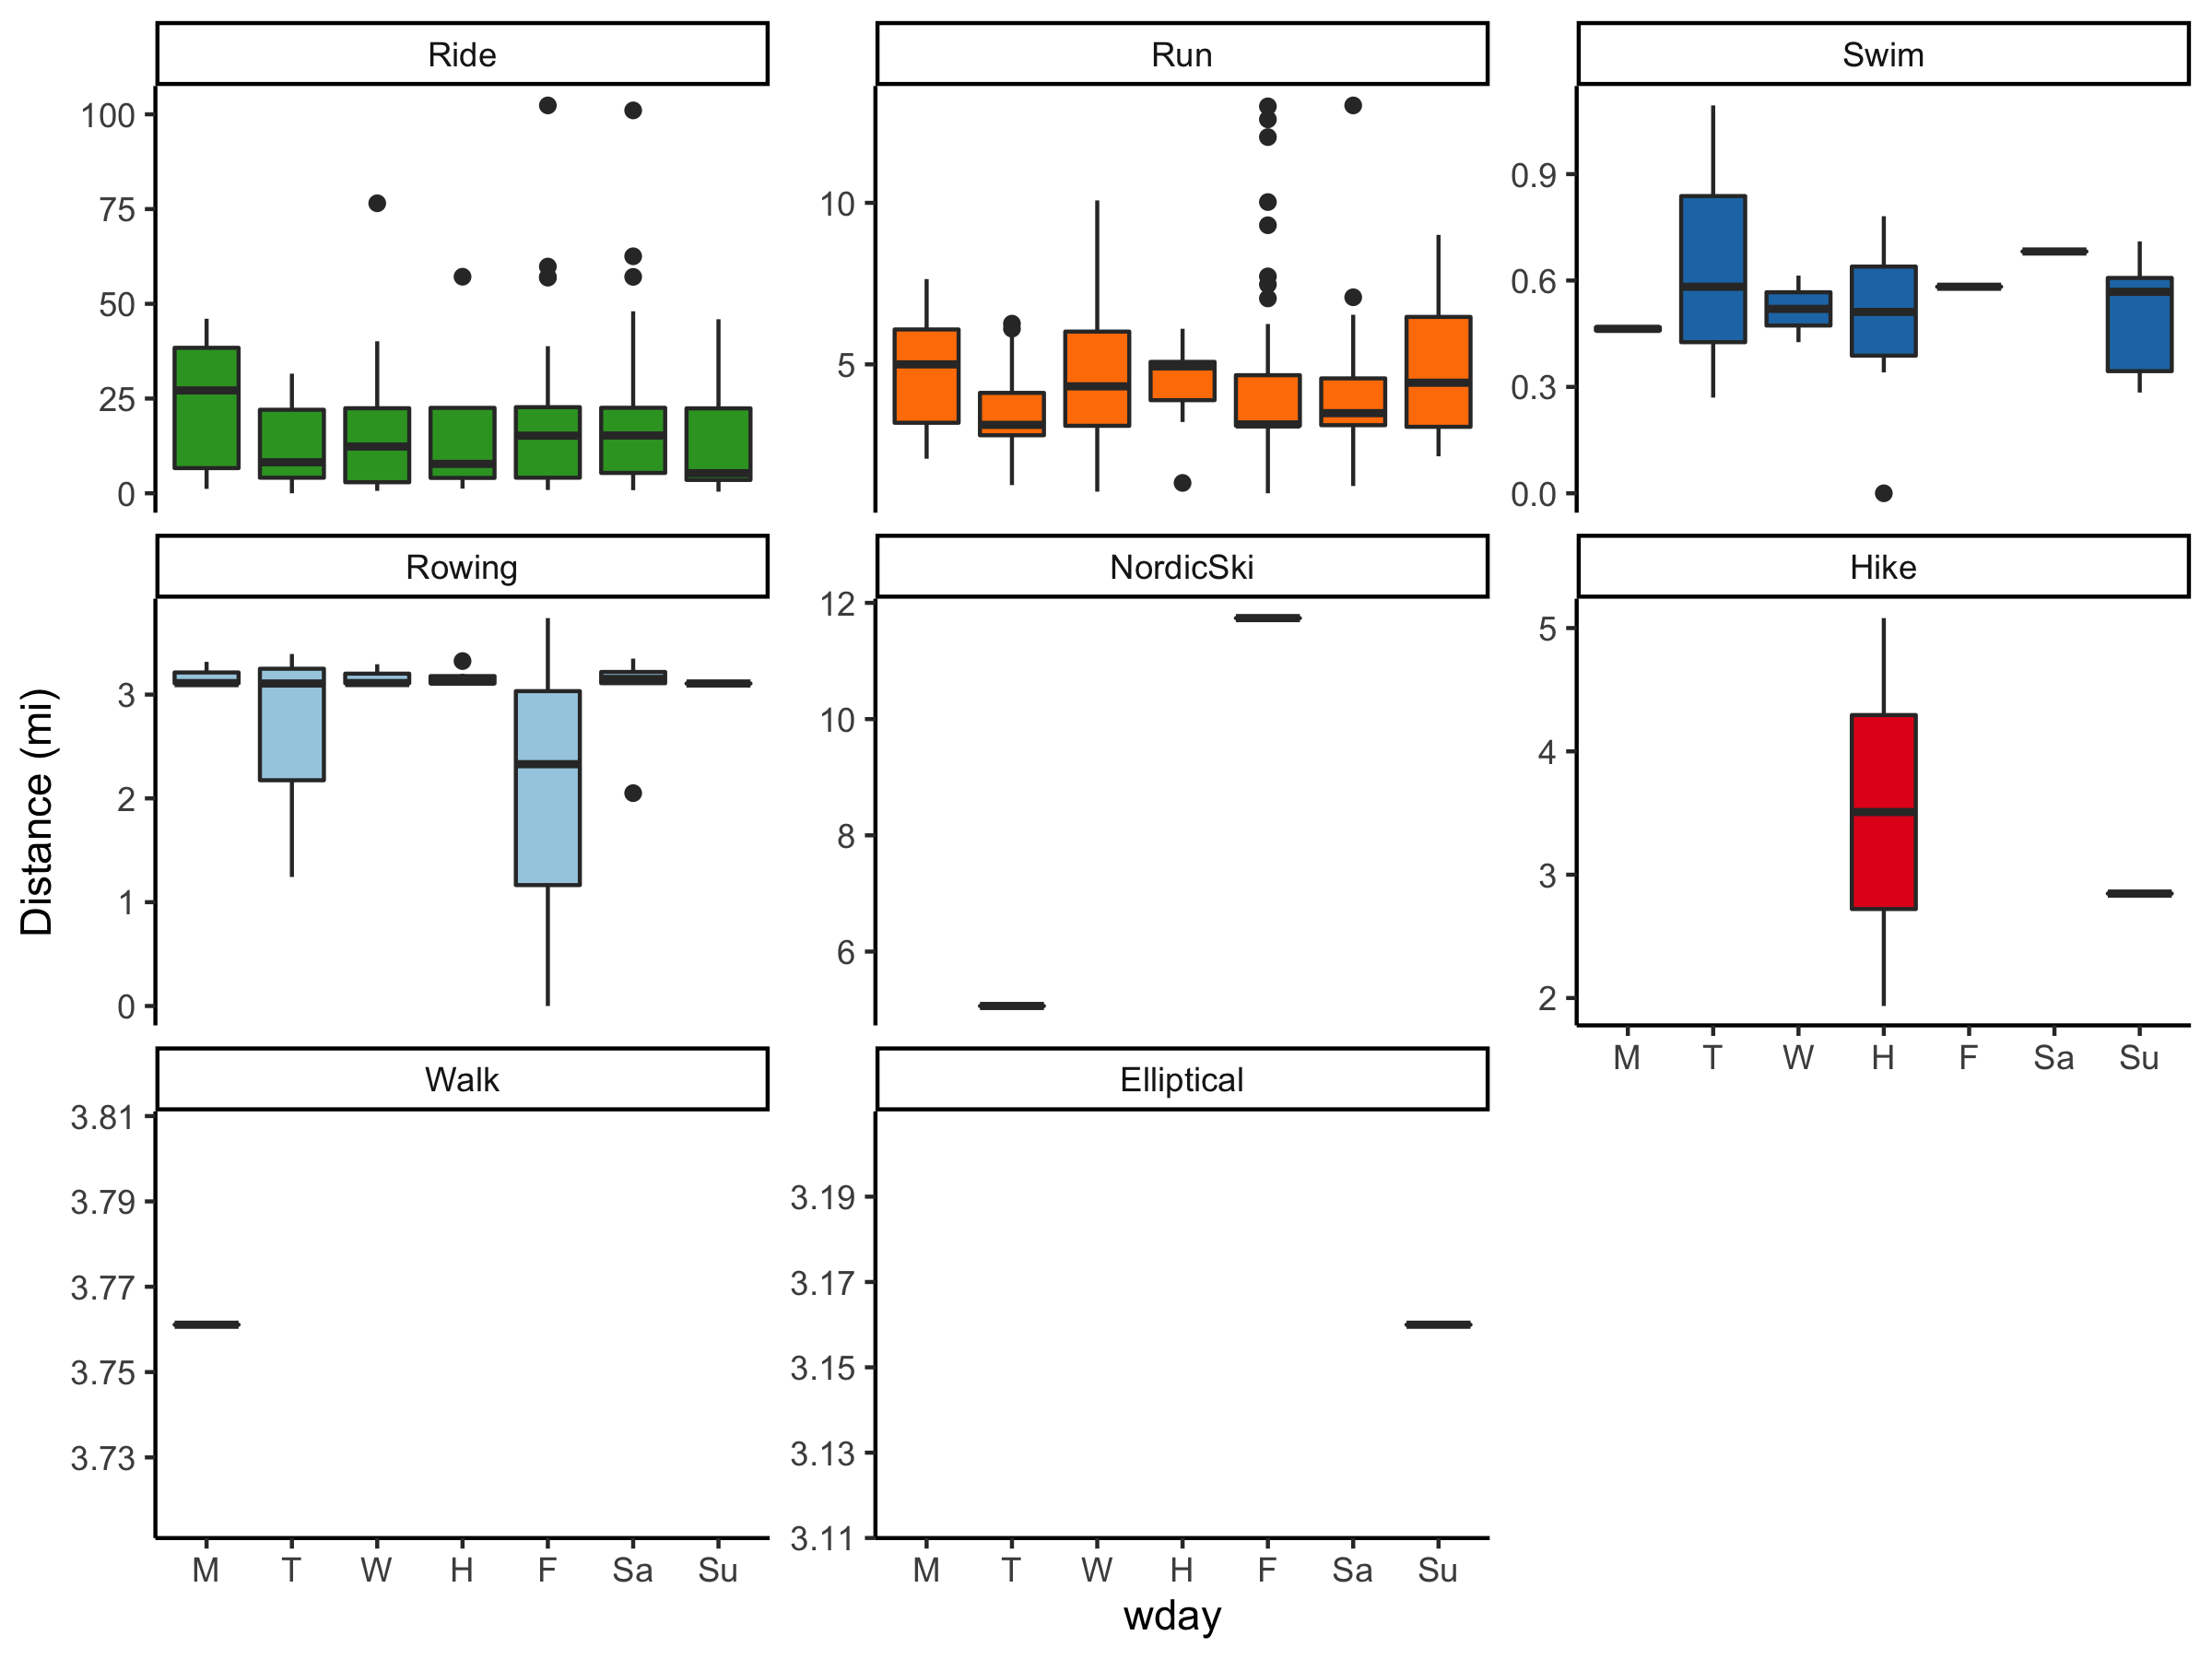 Ride
Run
Swim
100
75
50
25
0
10
5
0.9
0.6
0.3
0.0
Rowing
NordicSki
Hike
3
2
1
0
12
10
8
6
5
4
3
2
M T W H F Sa Su
Walk
Elliptical
3.81
3.79
3.77
3.75
3.73
3.19
3.17
3.15
3.13
3.11
M T W H F Sa Su
M T W H F Sa Su
wday
Distance (mi)